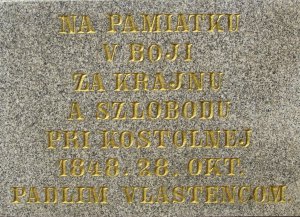 NA PAMIATKU
V BOJI
ZA KRAJNU
A SZLOBODU
PRI KOSTOLNEJ
1848. 28. OKT.
PADLIM VLASTENCOM.